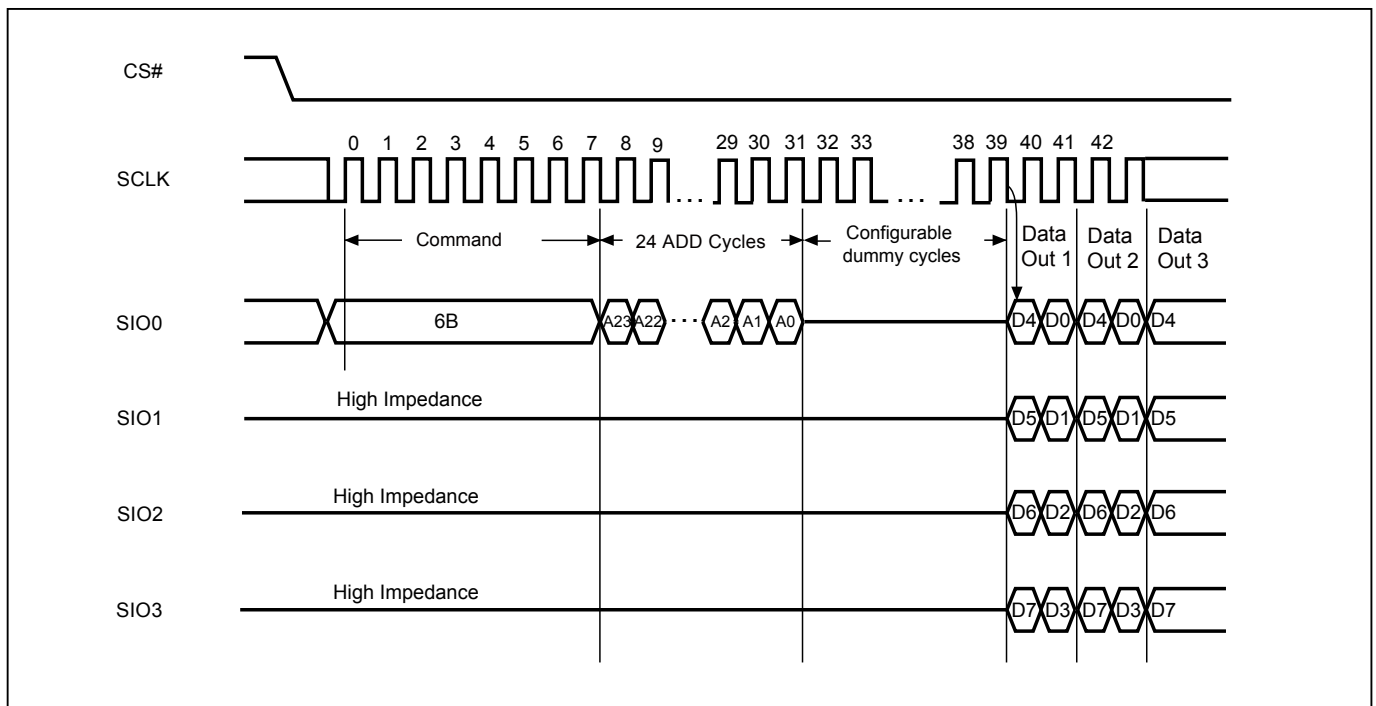 CS#
0 1 2 3 4 5 6 7 8 9 29 30 31 32 33 38 39 40 41 42
SCLK
. . . . . .
Command 24 ADD Cycles Configurable dummy cycles Data Out 1 Data Out 2 Data Out 3
SIO0 6B A23 A22 . . . A2 A1 A0 D4 D0 D4 D0 D4
High Impedance
SIO1 D5 D1 D5 D1 D5
High Impedance
SIO2 D6 D2 D6 D2 D6
High Impedance
SIO3 D7 D3 D7 D3 D7